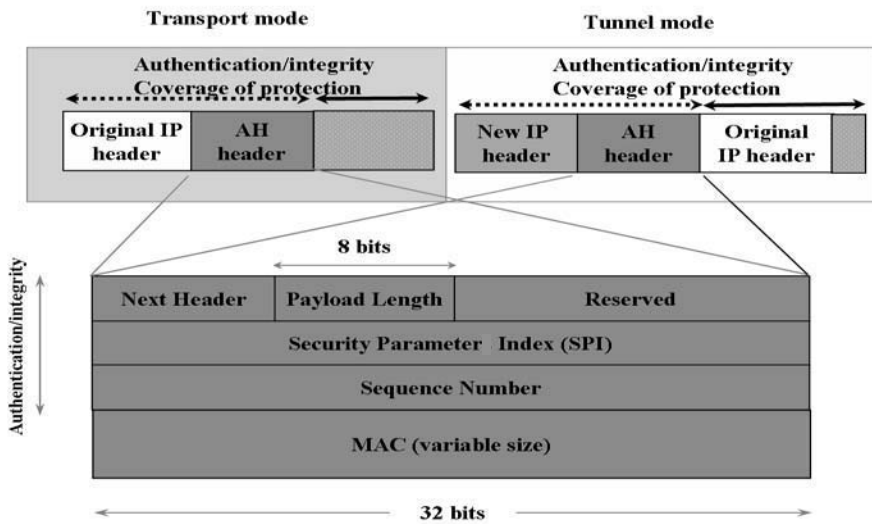 Transport mode
Tunnel mode
Authentication/integrity
Coverage of protection
Authentication/integrity
Coverage of protection
Original IP
header
AH
header
New IP
header
AH
header
Original
IP header
8 bits
Authentication/integrity
Next Header
Payload Length
Reserved
Security Parameter Index (SPI)
Sequence Number
MAC (variable size)
32 bits